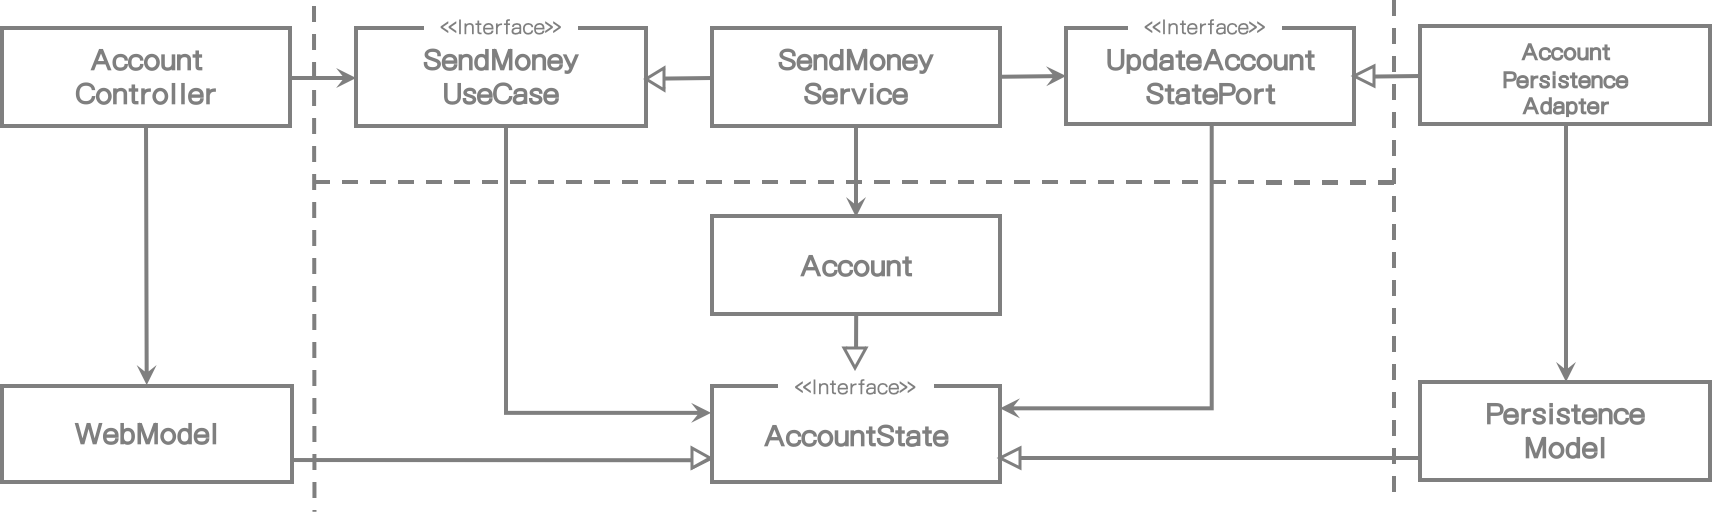 Account
Controller
<<Interface>>
SendMoney
UseCase
SendMoney
Service
<<Interface>>
UpdateAccount
StatePort
Account
Persistence
Adapter
Account
WebModel
<<Interface>>
AccountState
Persistence
Model